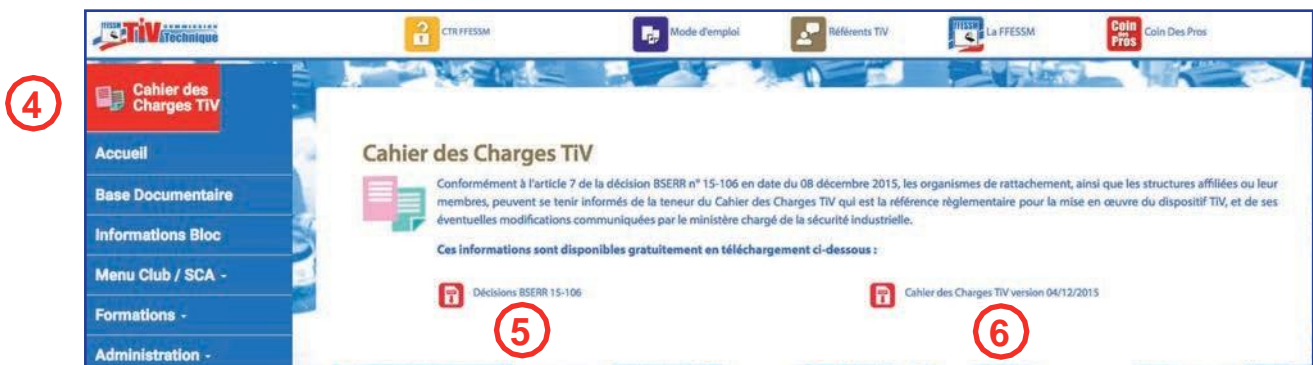 FFESSM TiV COMMISSION Technique
CTR FFESSM
Mode d'emploi
Référents TiV
FFESSM
La FFESSM
Coin des Pros
Coin Des Pros
4
Cahier des
Charges TiV
Accueil
Base Documentaire
Informations Bloc
Menu Club / SCA -
Formations -
Administration -
Cahier des Charges TiV
Conformément à l'article 7 de la décision BSERR n° 15-106 en date du 08 décembre 2015, les organismes de rattachement, ainsi que les structures affiliées ou leur
membres, peuvent se tenir informés de la teneur du Cahier des Charges TiV qui est la référence règlementaire pour la mise en œuvre du dispositif TiV, et de ses
éventuelles modifications communiquées par le ministère chargé de la sécurité industrielle.
Ces informations sont disponibles gratuitement en téléchargement ci-dessous :
Décisions BSERR 15-106
Cahier des Charges TiV version 04/12/2015
5
6